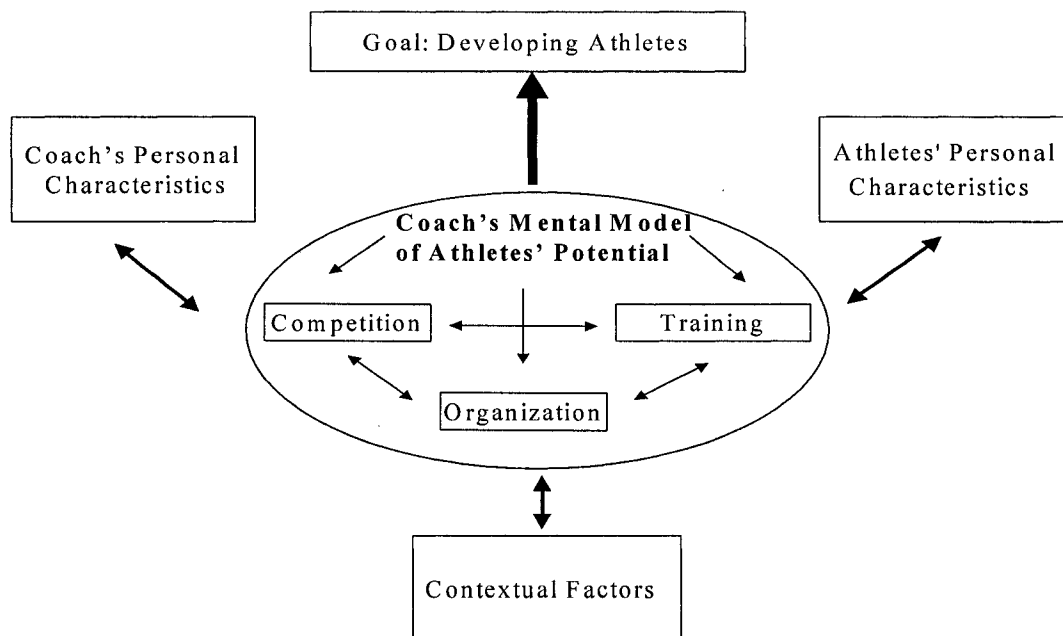 Goal: Developing Athletes
Coach's Personal
Characteristics
Athletes' Personal
Characteristics
Coach's Mental Model
of Athletes' Potential
Competition
Training
Organization
Contextual Factors